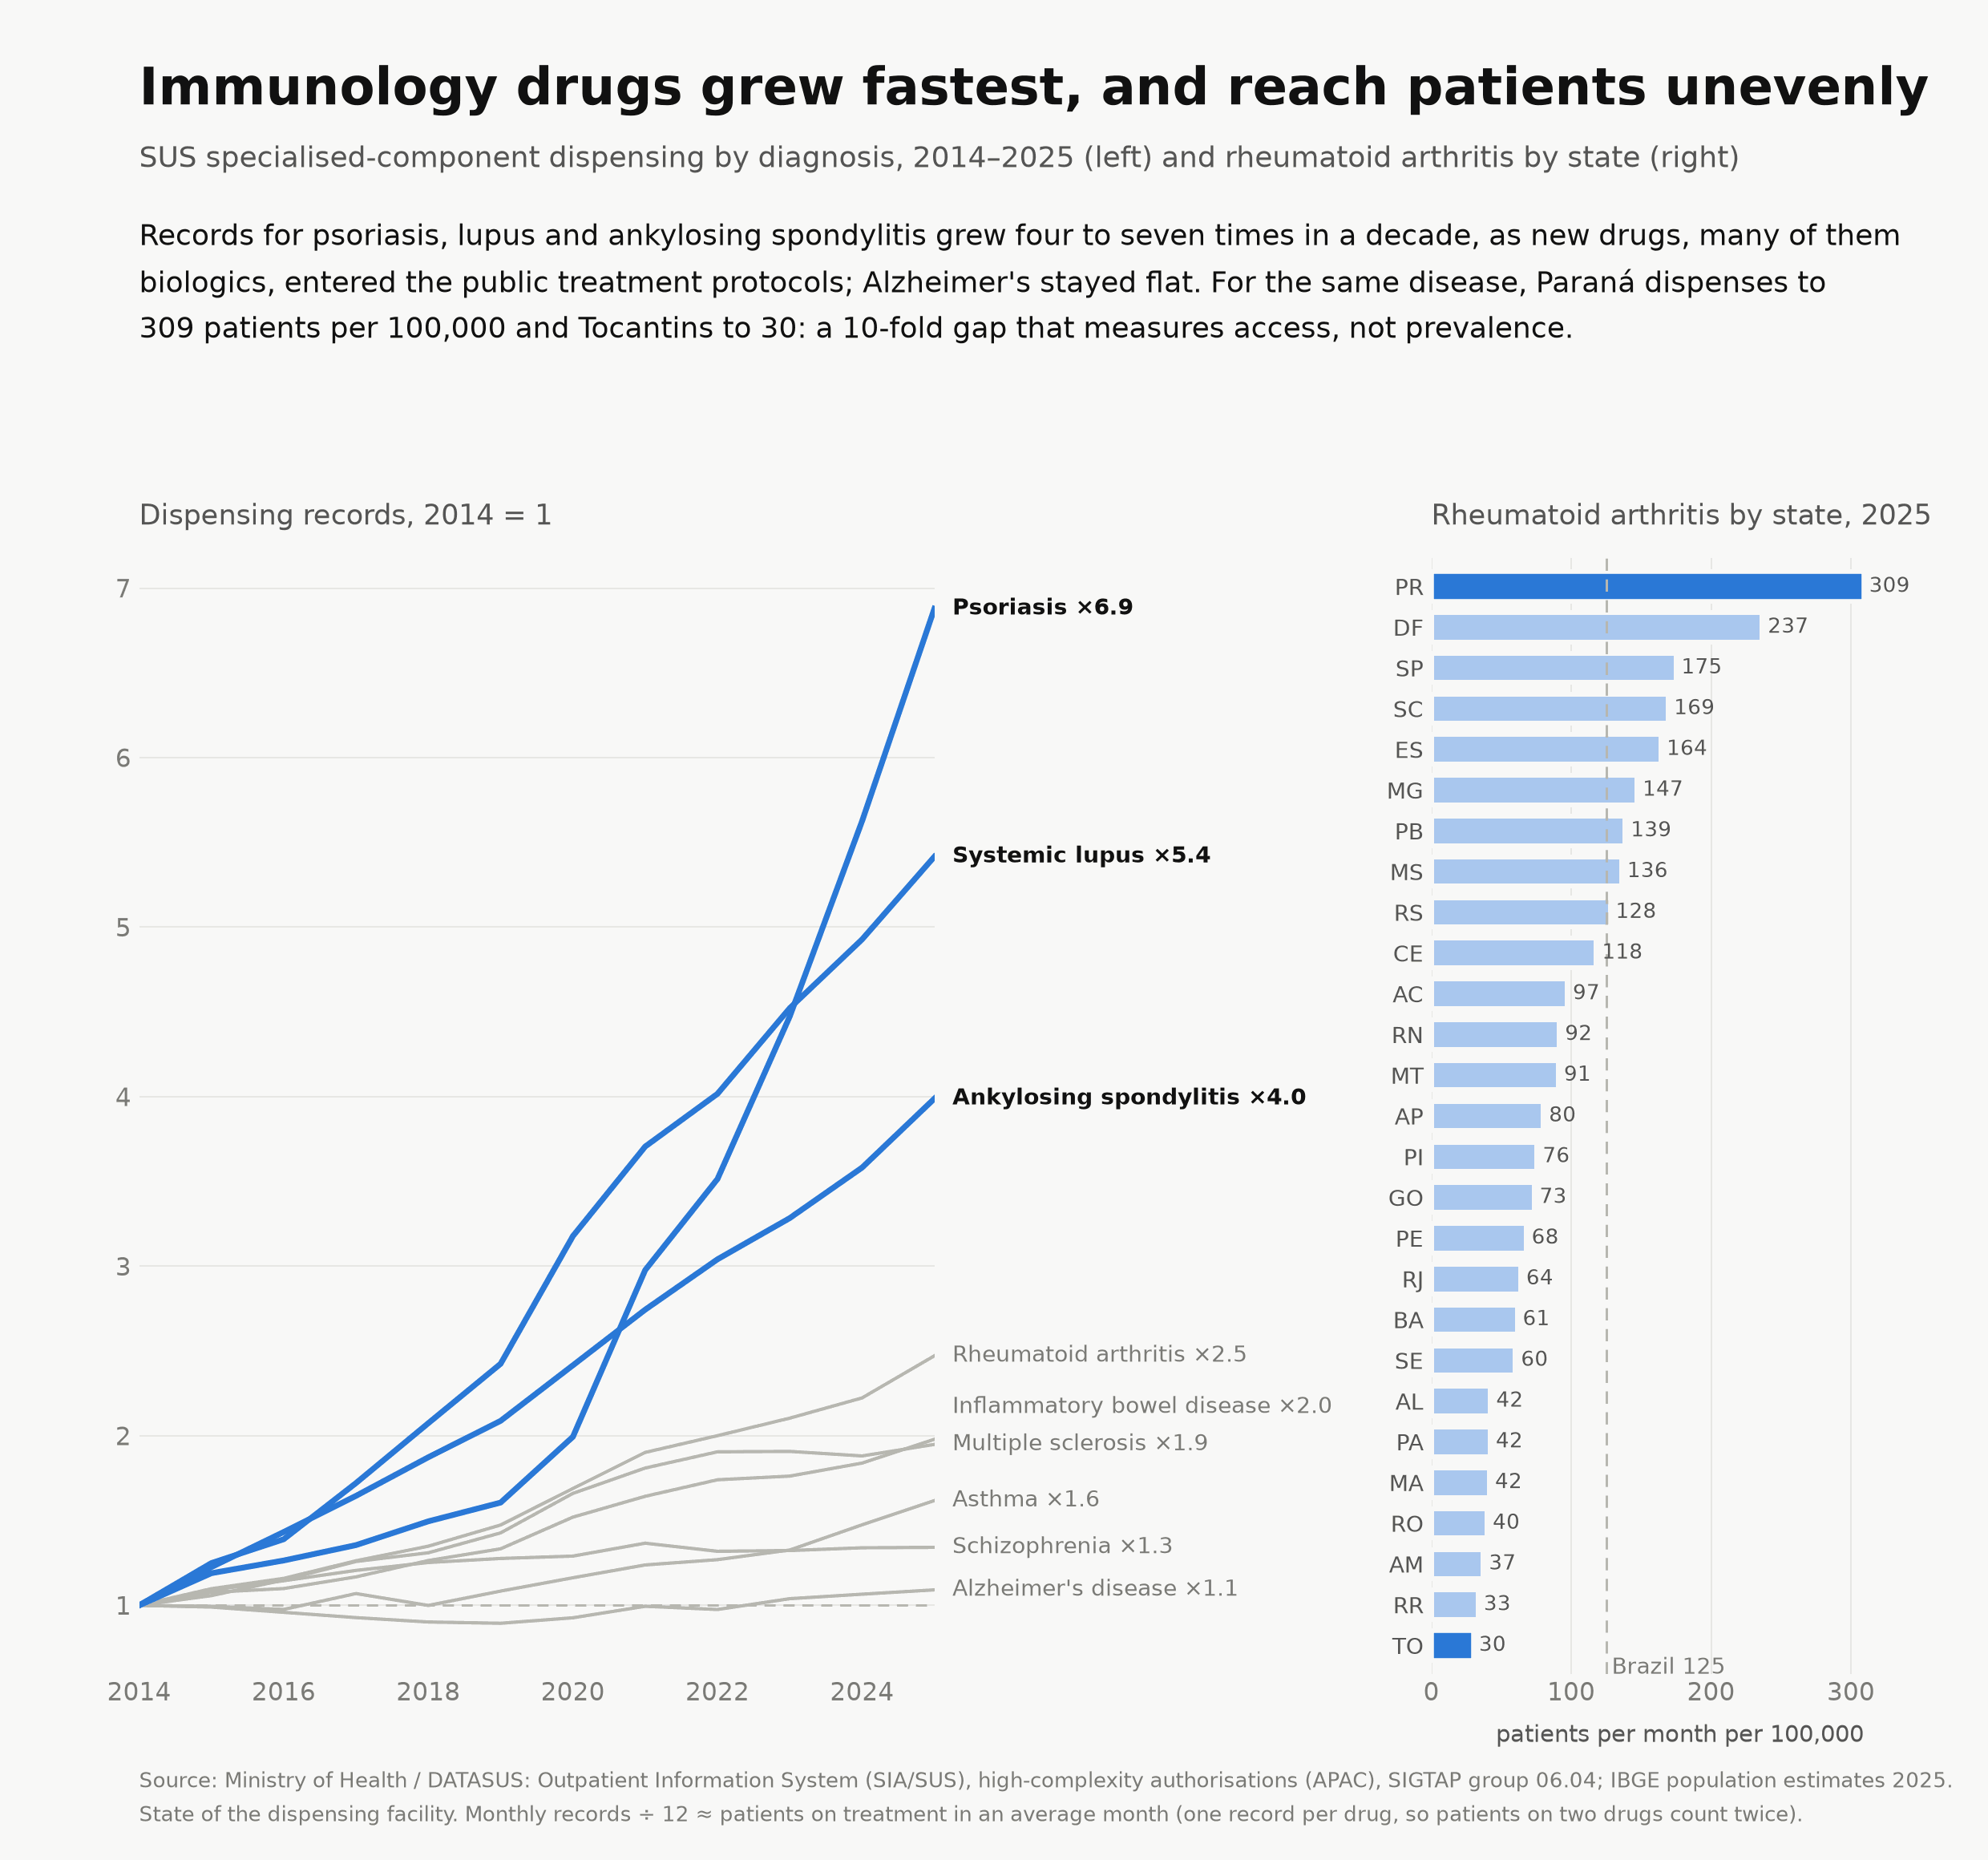 Immunology drugs grew fastest, and reach patients unevenly
SUS specialised-component dispensing by diagnosis, 2014–2025 (left) and rheumatoid arthritis by state (right)
Records for psoriasis, lupus and ankylosing spondylitis grew four to seven times in a decade, as new drugs, many of them
biologics, entered the public treatment protocols; Alzheimer's stayed flat. For the same disease, Paraná dispenses to
309 patients per 100,000 and Tocantins to 30: a 10-fold gap that measures access, not prevalence.
Dispensing records, 2014 = 1
7
6
5
4
3
2
1
2014 2016 2018 2020 2022 2024
Psoriasis ×6.9
Systemic lupus ×5.4
Ankylosing spondylitis ×4.0
Rheumatoid arthritis ×2.5
Inflammatory bowel disease ×2.0
Multiple sclerosis ×1.9
Asthma ×1.6
Schizophrenia ×1.3
Alzheimer's disease ×1.1
Rheumatoid arthritis by state, 2025
PR 309
DF 237
SP 175
SC 169
ES 164
MG 147
PB 139
MS 136
RS 128
CE 118
AC 97
RN 92
MT 91
AP 80
PI 76
GO 73
PE 68
RJ 64
BA 61
SE 60
AL 42
PA 42
MA 42
RO 40
AM 37
RR 33
TO 30
Brazil 125
0 100 200 300
patients per month per 100,000
Source: Ministry of Health / DATASUS: Outpatient Information System (SIA/SUS), high-complexity authorisations (APAC), SIGTAP group 06.04; IBGE population estimates 2025.
State of the dispensing facility. Monthly records ÷ 12 ≈ patients on treatment in an average month (one record per drug, so patients on two drugs count twice).